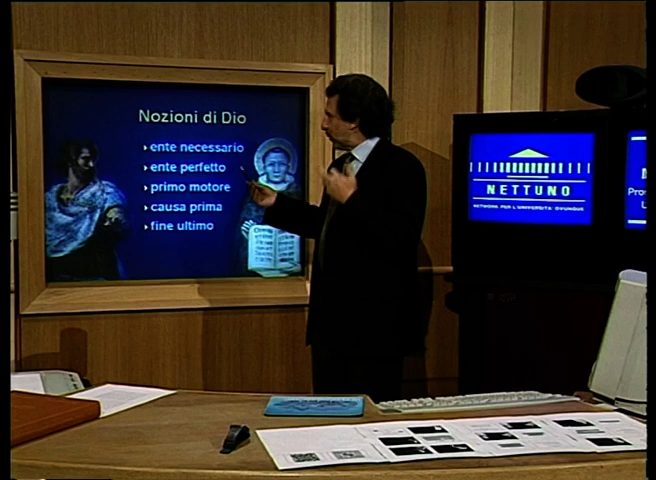 Nozioni di Dio
ente necessario
ente perfetto
primo motore
causa prima
fine ultimo
NETTUNO
NETWORK PER L'UNIVERSITÀ OVUNQUE